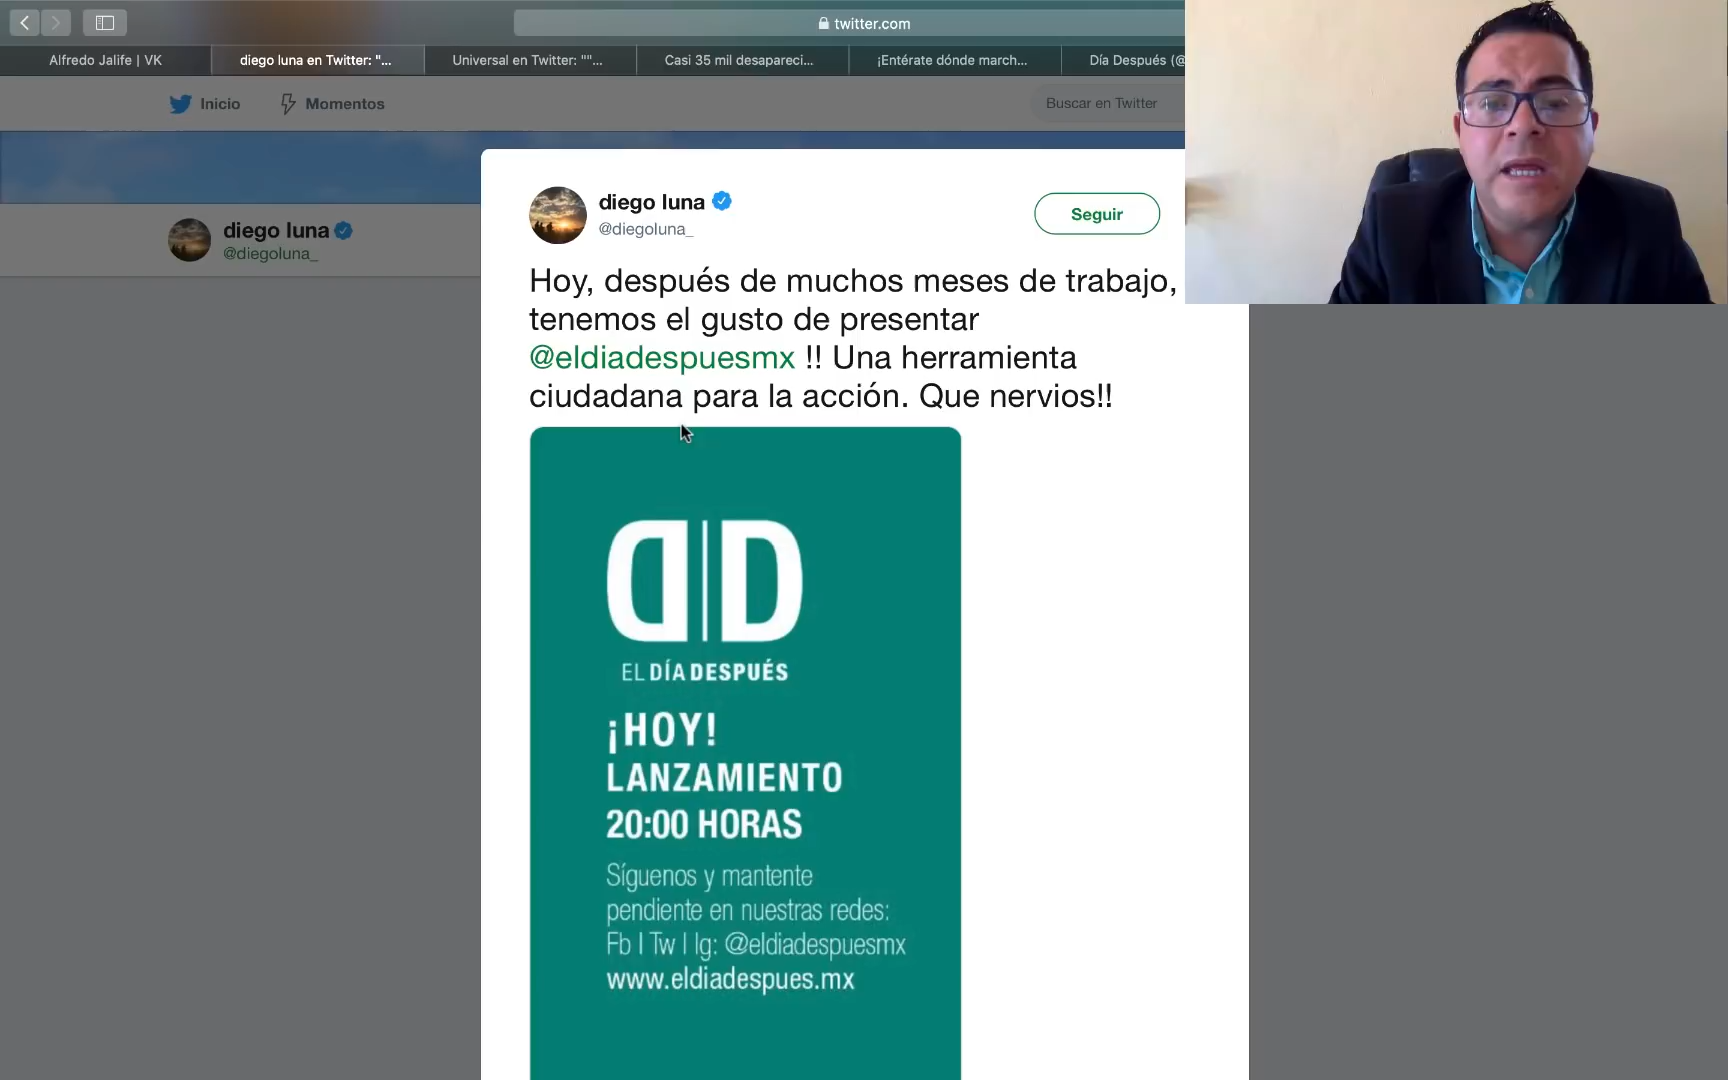 twitter.com
Alfredo Jalife | VK
diego luna en Twitter: "...
Universal en Twitter: ""...
Casi 35 mil desapareci...
¡Entérate dónde march...
Día Después (@
Inicio
Momentos
Buscar en Twitter
diego luna
@diegoluna_
diego luna
@diegoluna_
Seguir
Hoy, después de muchos meses de trabajo,
tenemos el gusto de presentar
@eldiadespuesmx !! Una herramienta
ciudadana para la acción. Que nervios!!
D|D
EL DÍA DESPUÉS
¡HOY!
LANZAMIENTO
20:00 HORAS
Síguenos y mantente
pendiente en nuestras redes:
Fb | Tw | Ig: @eldiadespuesmx
www.eldiadespues.mx